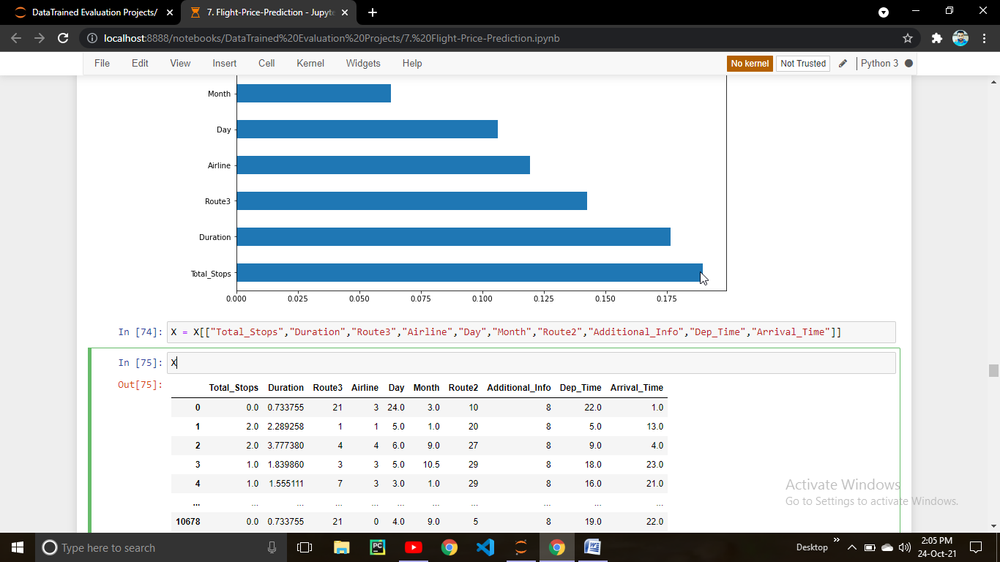 DataTrained Evaluation Projects/
7. Flight-Price-Prediction - Jupyte
localhost:8888/notebooks/DataTrained%20Evaluation%20Projects/7.%20Flight-Price-Prediction.ipynb
File Edit View Insert Cell Kernel Widgets Help No kernel Not Trusted Python 3
Month
Day
Airline
Route3
Duration
Total_Stops
0.000 0.025 0.050 0.075 0.100 0.125 0.150 0.175
In [74]: X = X[["Total_Stops","Duration","Route3","Airline","Day","Month","Route2","Additional_Info","Dep_Time","Arrival_Time"]]
In [75]: X
Out[75]:
Total_Stops Duration Route3 Airline Day Month Route2 Additional_Info Dep_Time Arrival_Time
0 0.0 0.733755 21 3 24.0 3.0 10 8 22.0 1.0
1 2.0 2.289258 1 1 5.0 1.0 20 8 5.0 13.0
2 2.0 3.777380 4 4 6.0 9.0 27 8 9.0 4.0
3 1.0 1.839860 3 3 5.0 10.5 29 8 18.0 23.0
4 1.0 1.555111 7 3 3.0 1.0 29 8 16.0 21.0
... ... ... ... ... ... ... ... ... ... ...
10678 0.0 0.733755 21 0 4.0 9.0 5 8 19.0 22.0
Activate Windows
Go to Settings to activate Windows.
Type here to search
Desktop
2:05 PM
24-Oct-21